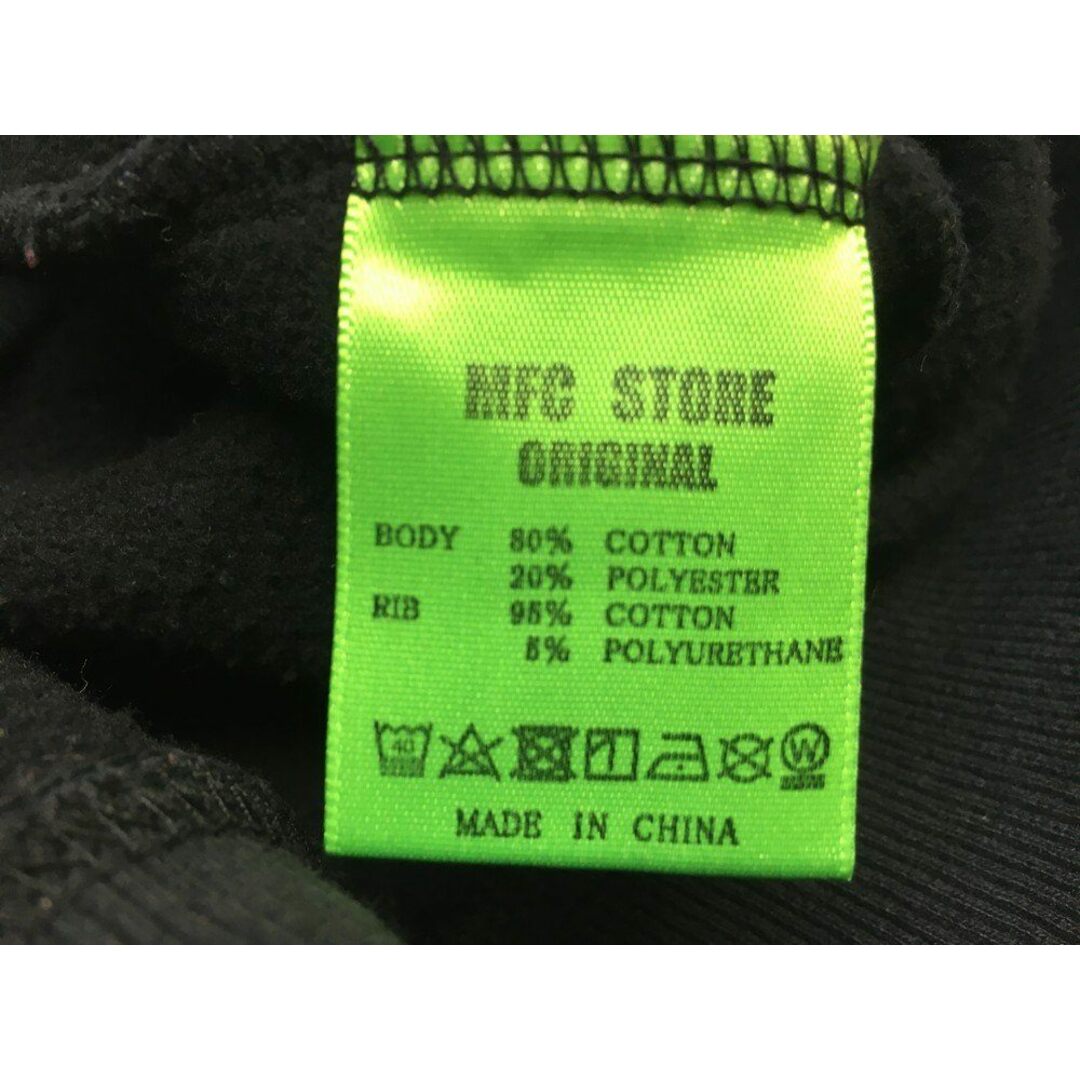 MFC STORE
ORIGINAL
BODY 80% COTTON
20% POLYESTER
RIB 95% COTTON
5% POLYURETHANE
40 W
MADE IN CHINA